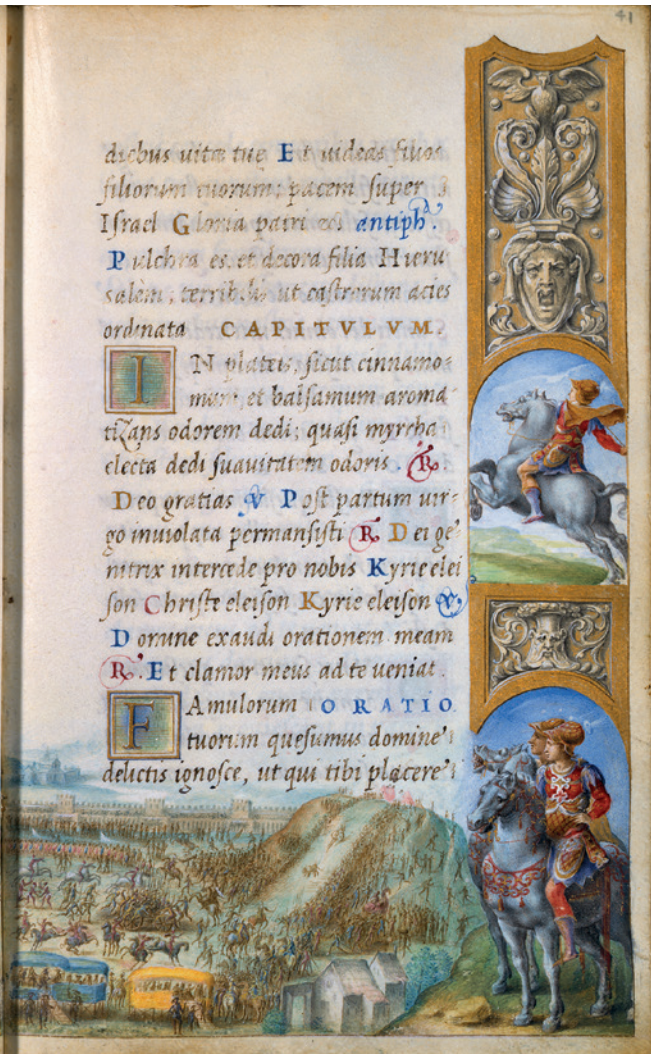 41
diebus uitæ tuę Et uideas filios
filiorum tuorum; pacem super
Israel Gloria patri antiph.
Pulchra es et decora filia Hieru
salem, terribilis ut castrorum acies
ordinata CAPITVLVM.
IN plateis sicut cinnamo-
mum et balsamum aroma
tizans odorem dedi; quasi myrrha
electa dedi suauitatem odoris. R.
Deo gratias V Post partum uir-
go inuiolata permansisti R. Dei ge
nitrix intercede pro nobis Kyrie elei
son Christe eleison Kyrie eleison V.
Domine exaudi orationem meam
R. Et clamor meus ad te ueniat.
FAmulorum ORATIO.
tuorum quesumus domine
delictis ignosce, ut qui tibi placere